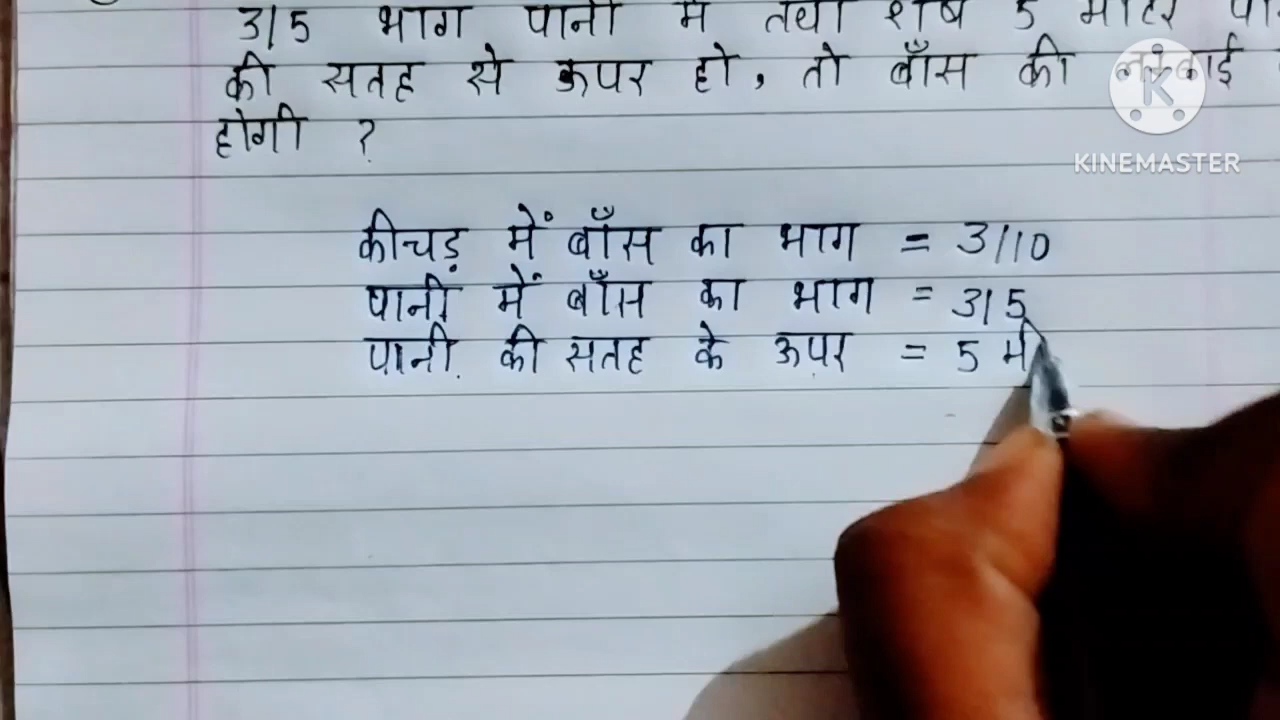 3/5 भाग पानी में तथा शेष 5 मीटर
की सतह से ऊपर हो, तो बाँस की
होगी ?
K
KINEMASTER
कीचड़ में बाँस का भाग = 3/10
पानी में बाँस का भाग = 3/5
पानी की सतह के ऊपर = 5 मी